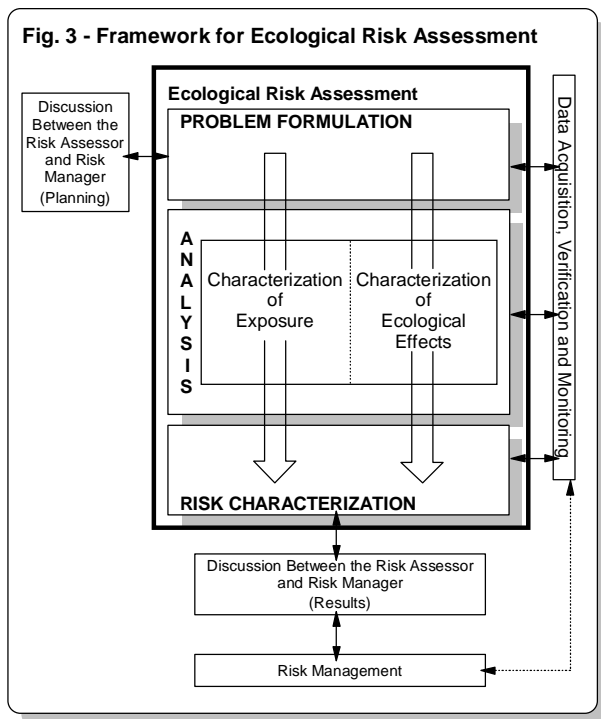 Fig. 3 - Framework for Ecological Risk Assessment
Discussion
Between the
Risk Assessor
and Risk
Manager
(Planning)
Ecological Risk Assessment
PROBLEM FORMULATION
ANALYSIS
Characterization
of
Exposure
Characterization
of
Ecological
Effects
RISK CHARACTERIZATION
Data Acquisition, Verification and Monitoring
Discussion Between the Risk Assessor
and Risk Manager
(Results)
Risk Management